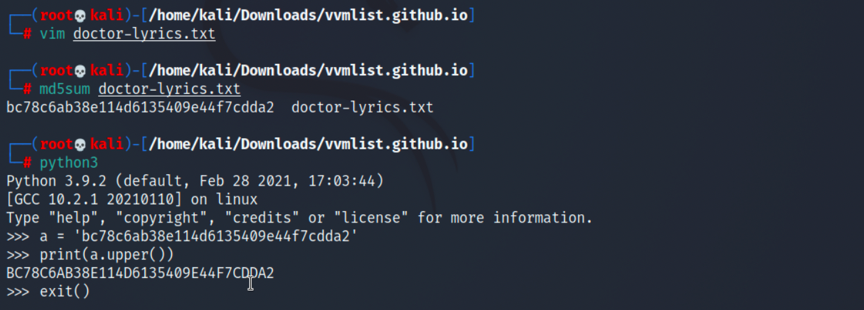 ┌──(root💀kali)-[/home/kali/Downloads/vvmlist.github.io]
└─# vim doctor-lyrics.txt
┌──(root💀kali)-[/home/kali/Downloads/vvmlist.github.io]
└─# md5sum doctor-lyrics.txt
bc78c6ab38e114d6135409e44f7cdda2  doctor-lyrics.txt
┌──(root💀kali)-[/home/kali/Downloads/vvmlist.github.io]
└─# python3
Python 3.9.2 (default, Feb 28 2021, 17:03:44)
[GCC 10.2.1 20210110] on linux
Type "help", "copyright", "credits" or "license" for more information.
>>> a = 'bc78c6ab38e114d6135409e44f7cdda2'
>>> print(a.upper())
BC78C6AB38E114D6135409E44F7CDDA2
>>> exit()